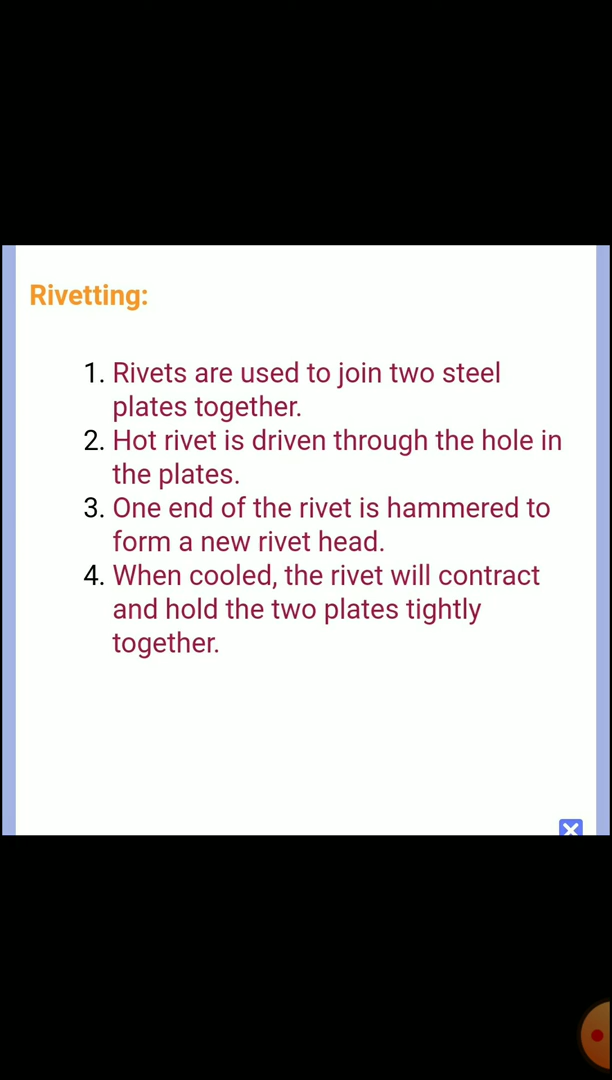 Rivetting:
1. Rivets are used to join two steel
plates together.
2. Hot rivet is driven through the hole in
the plates.
3. One end of the rivet is hammered to
form a new rivet head.
4. When cooled, the rivet will contract
and hold the two plates tightly
together.